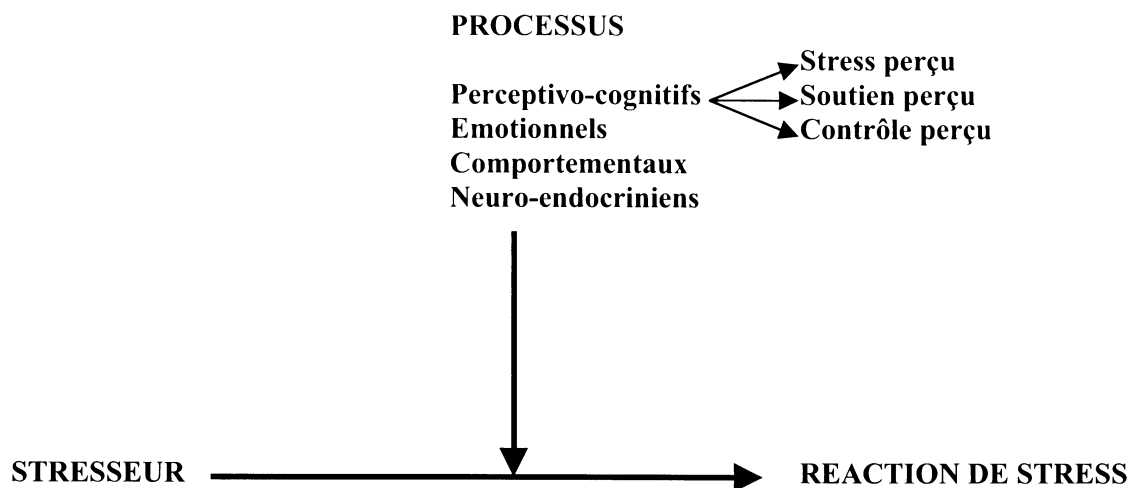 PROCESSUS
Stress perçu
Perceptivo-cognitifs
Soutien perçu
Emotionnels
Contrôle perçu
Comportementaux
Neuro-endocriniens
STRESSEUR
REACTION DE STRESS